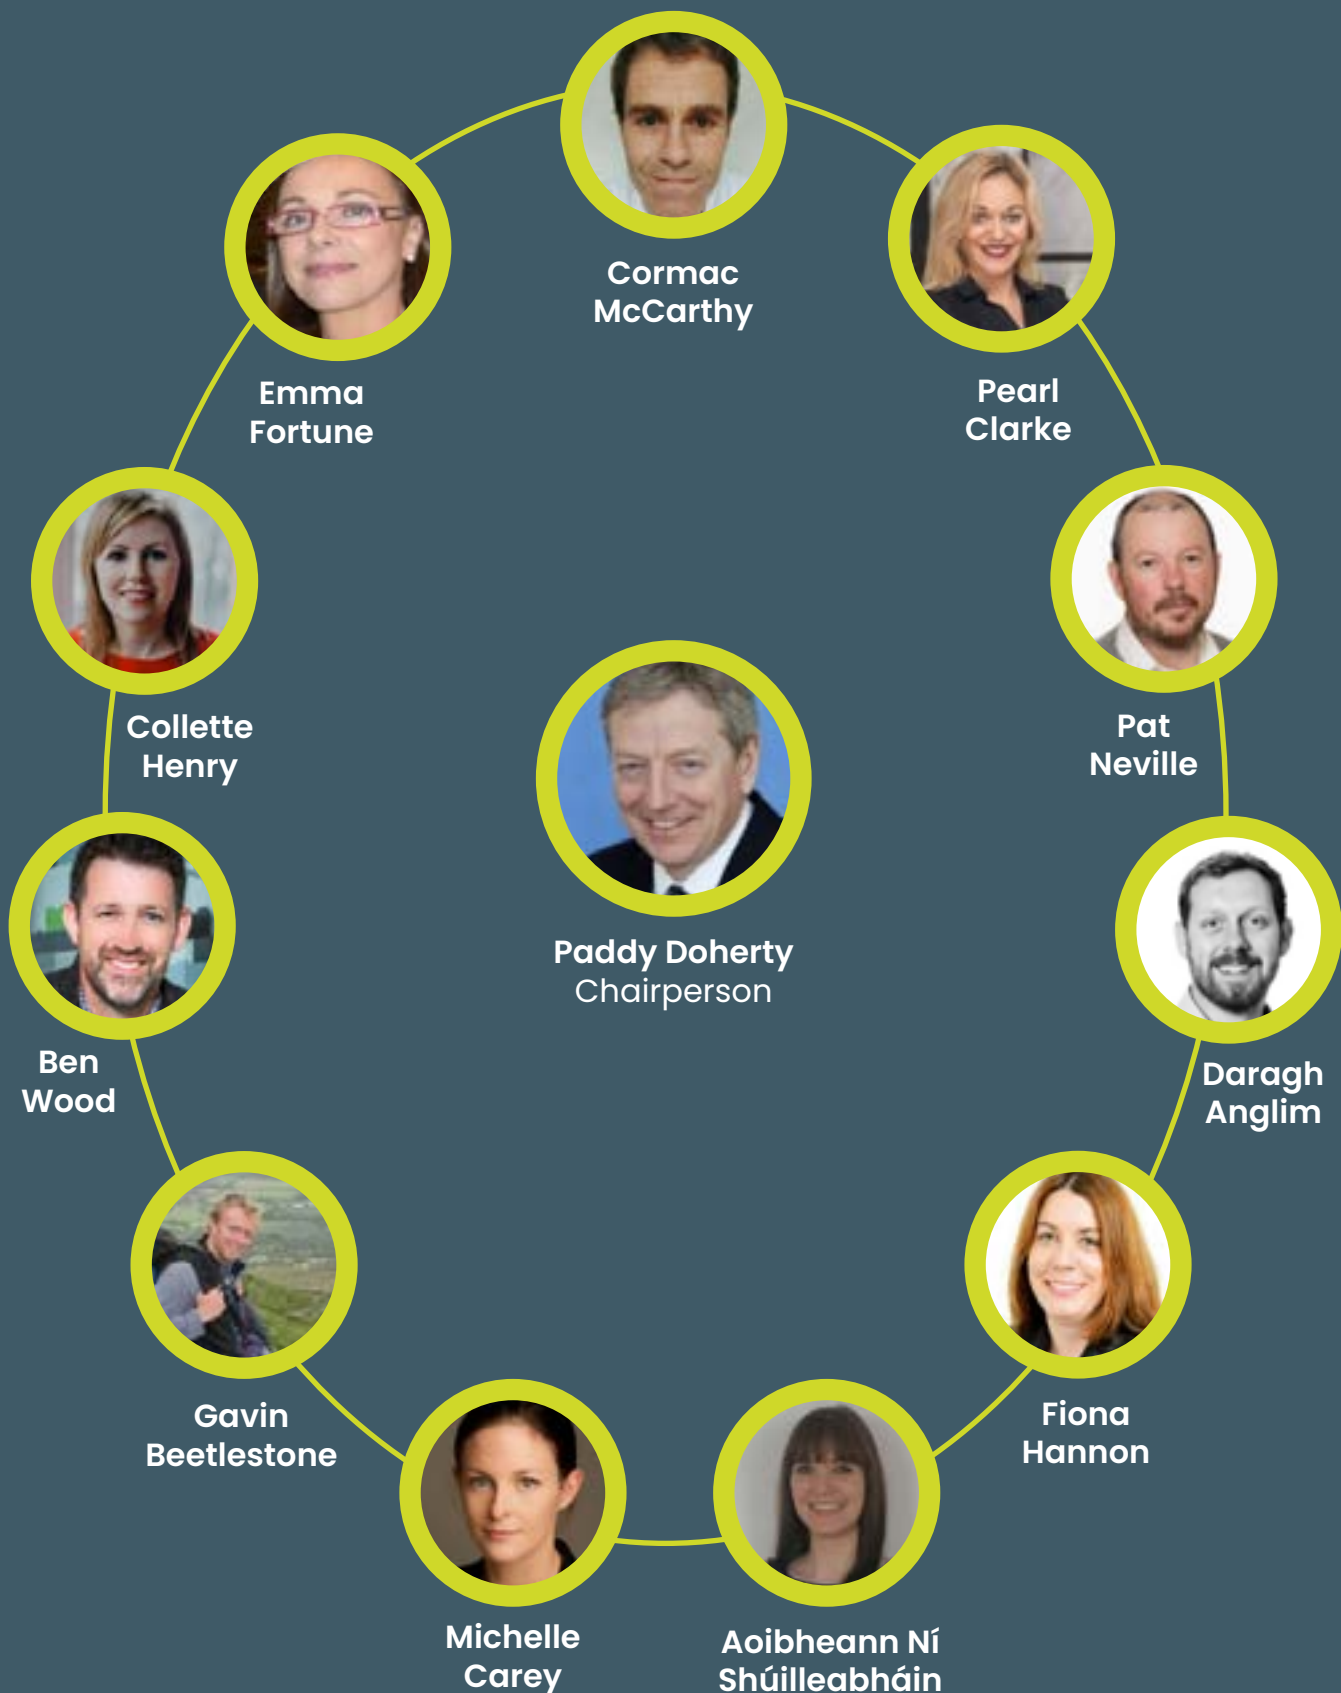 Cormac
McCarthy
Emma
Fortune
Pearl
Clarke
Collette
Henry
Pat
Neville
Paddy Doherty
Chairperson
Ben
Wood
Daragh
Anglim
Gavin
Beetlestone
Fiona
Hannon
Michelle
Carey
Aoibheann Ní
Shúilleabháin